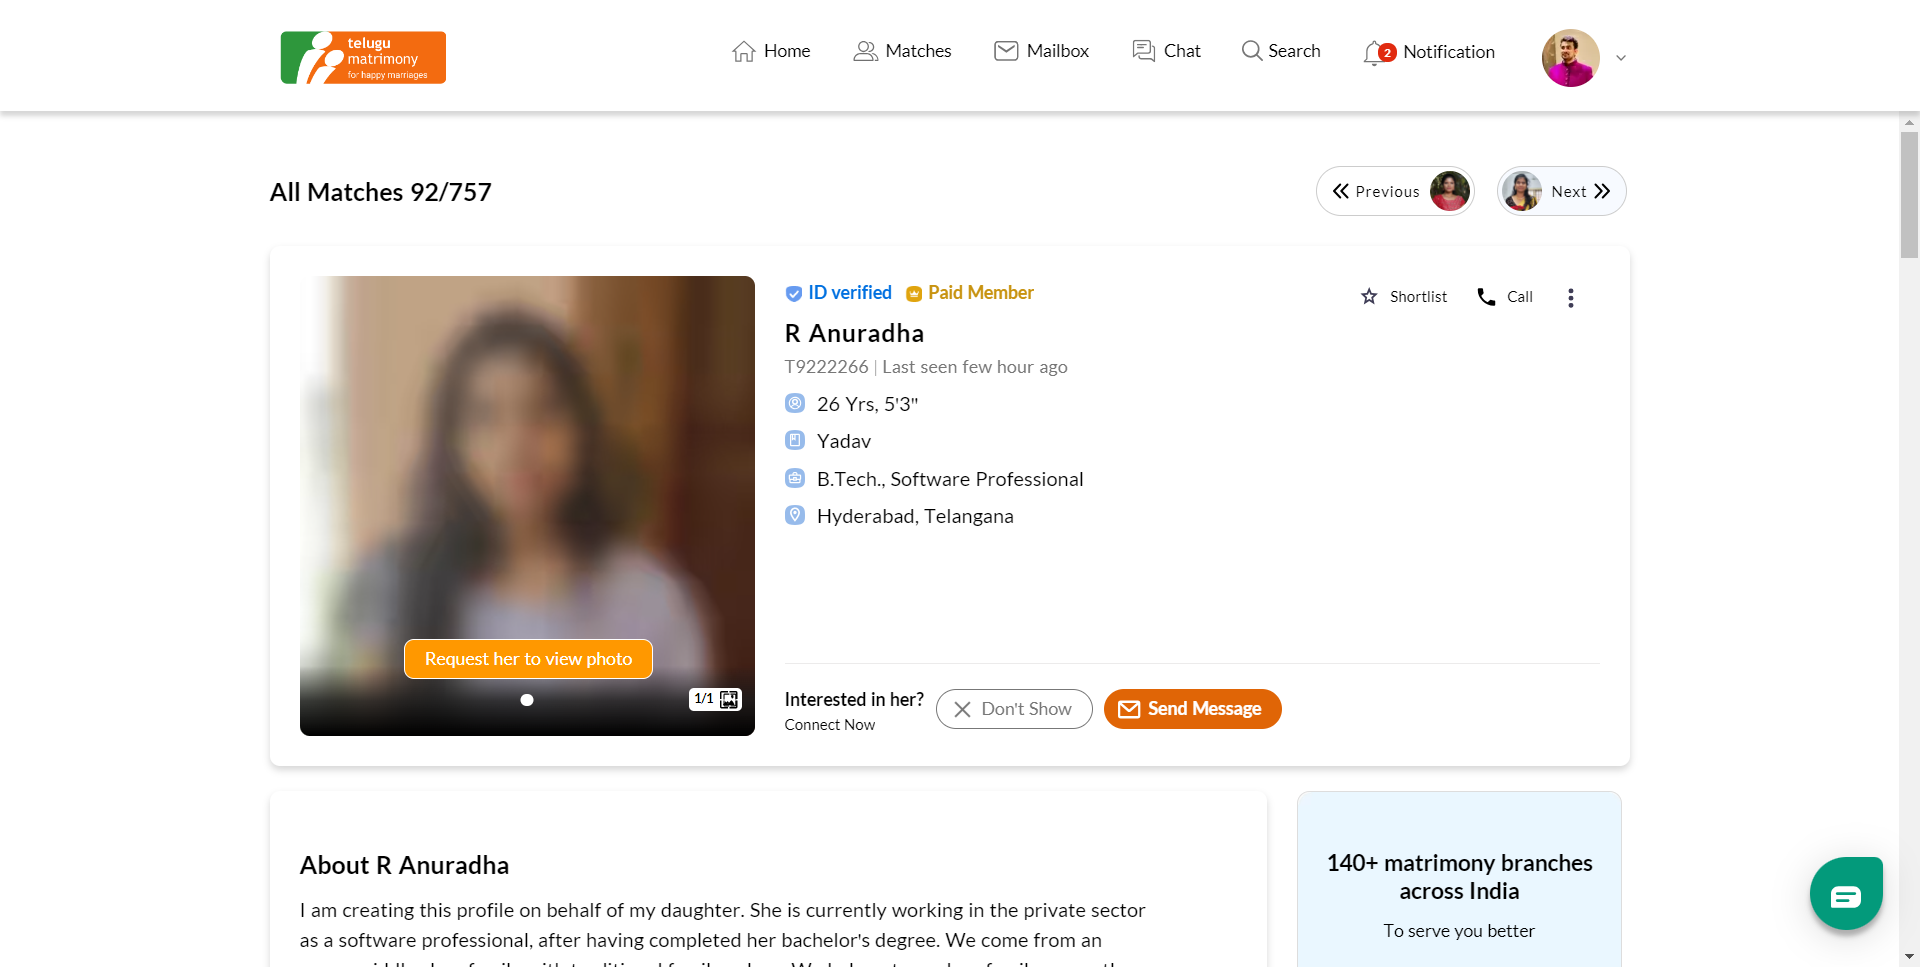 telugu
matrimony
for happy marriages
Home
Matches
Mailbox
Chat
Search
2
Notification
All Matches 92/757
Previous
Next
ID verified
Paid Member
Shortlist
Call
R Anuradha
T9222266 | Last seen few hour ago
26 Yrs, 5'3"
Yadav
B.Tech., Software Professional
Hyderabad, Telangana
Request her to view photo
1/1
Interested in her?
Connect Now
Don't Show
Send Message
About R Anuradha
I am creating this profile on behalf of my daughter. She is currently working in the private sector
as a software professional, after having completed her bachelor's degree. We come from an
140+ matrimony branches
across India
To serve you better